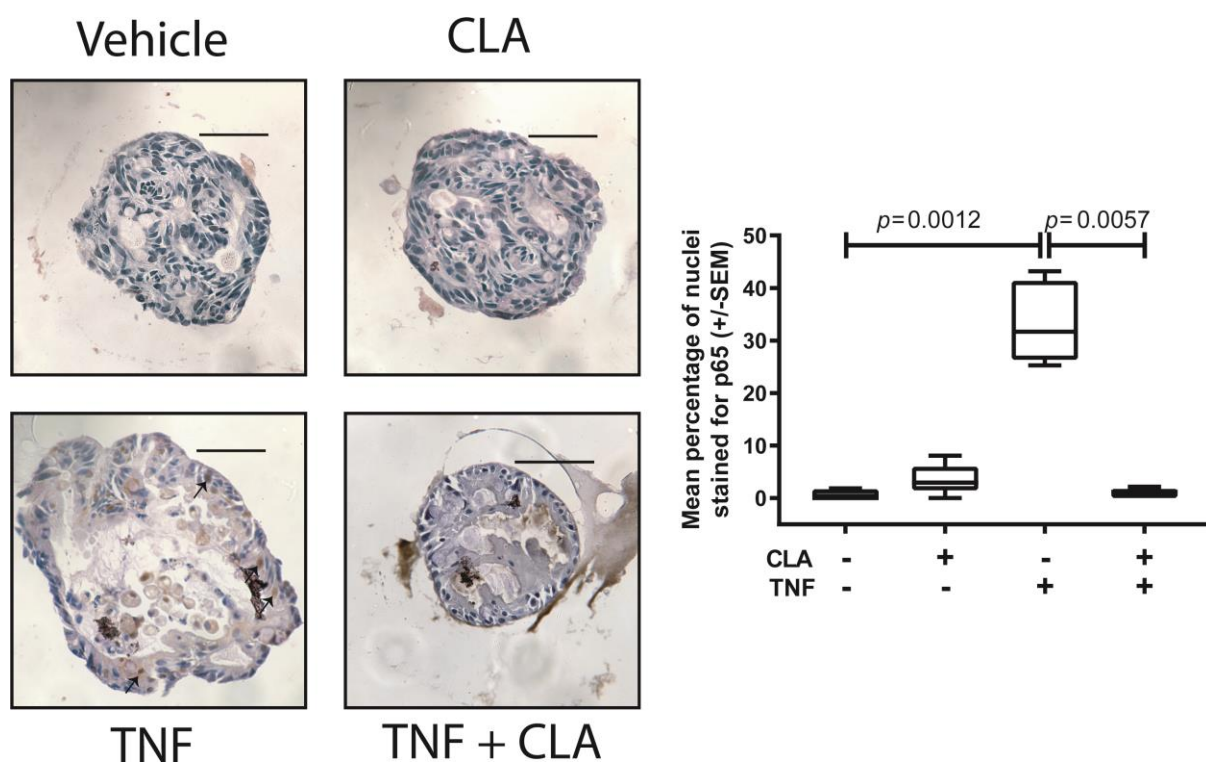 Vehicle
CLA
TNF
TNF + CLA
p=0.0012
p=0.0057
Mean percentage of nuclei
stained for p65 (+/-SEM)
50
40
30
20
10
0
CLA - + - +
TNF - - + +